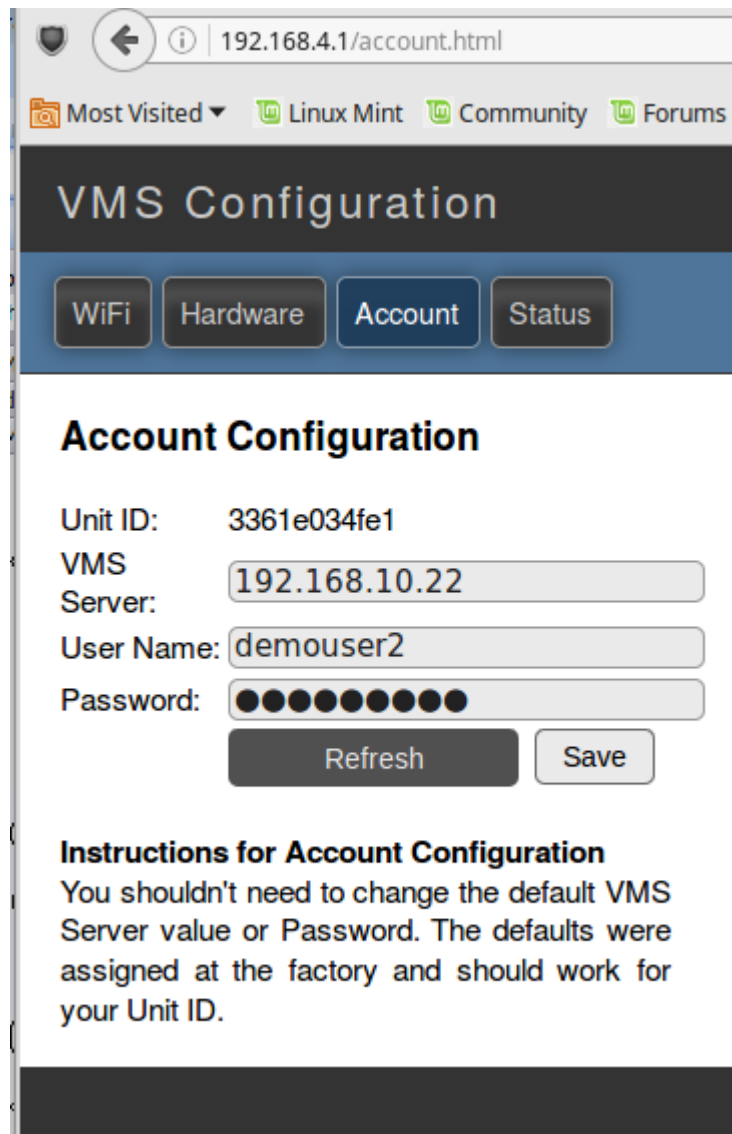 192.168.4.1/account.html
Most Visited Linux Mint Community Forums
VMS Configuration
WiFi Hardware Account Status
Account Configuration
Unit ID: 3361e034fe1
VMS
Server: 192.168.10.22
User Name: demouser2
Password: ●●●●●●●●●
Refresh Save
Instructions for Account Configuration
You shouldn't need to change the default VMS
Server value or Password. The defaults were
assigned at the factory and should work for
your Unit ID.